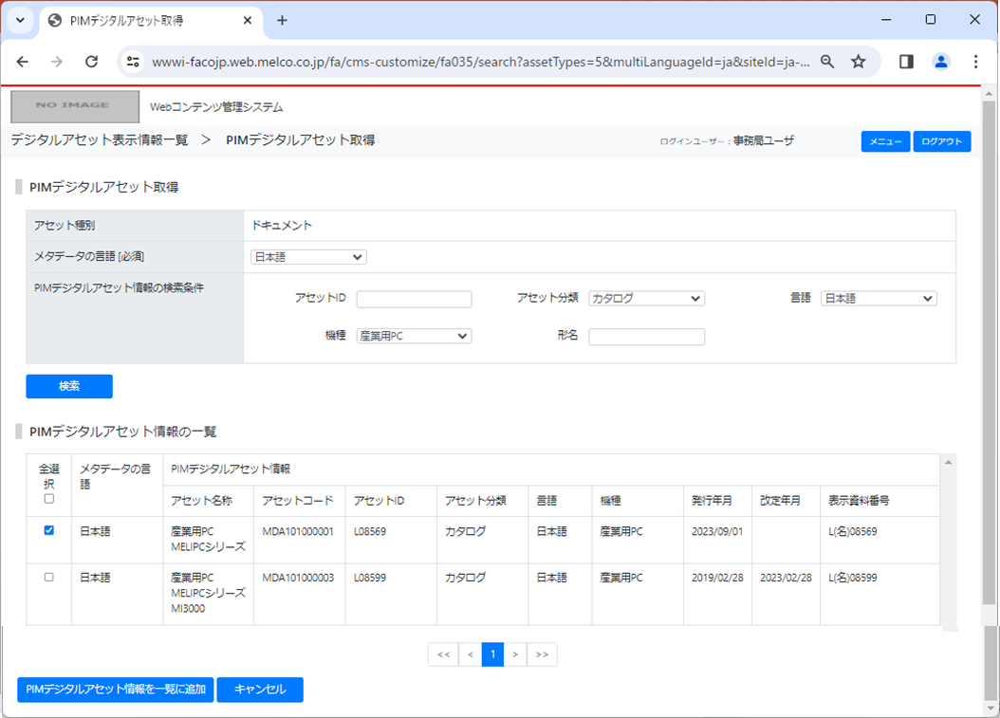 PIMデジタルアセット取得
wwwi-facojp.web.melco.co.jp/fa/cms-customize/fa035/search?assetTypes=5&multiLanguageId=ja&siteId=ja-...
NO IMAGE
Webコンテンツ管理システム
デジタルアセット表示情報一覧 > PIMデジタルアセット取得
ログインユーザー：事務局ユーザ
メニュー
ログアウト
PIMデジタルアセット取得
アセット種別 ドキュメント
メタデータの言語 [必須] 日本語
PIMデジタルアセット情報の検索条件
アセットID アセット分類 カタログ 言語 日本語
機種 産業用PC 形名
検索
PIMデジタルアセット情報の一覧
全選択 メタデータの言語 PIMデジタルアセット情報
アセット名称 アセットコード アセットID アセット分類 言語 機種 発行年月 改定年月 表示資料番号
日本語 産業用PC MELIPCシリーズ MDA101000001 L08569 カタログ 日本語 産業用PC 2023/09/01 L(名)08569
日本語 産業用PC MELIPCシリーズ MI3000 MDA101000003 L08599 カタログ 日本語 産業用PC 2019/02/28 2023/02/28 L(名)08599
<< < 1 > >>
PIMデジタルアセット情報を一覧に追加 キャンセル